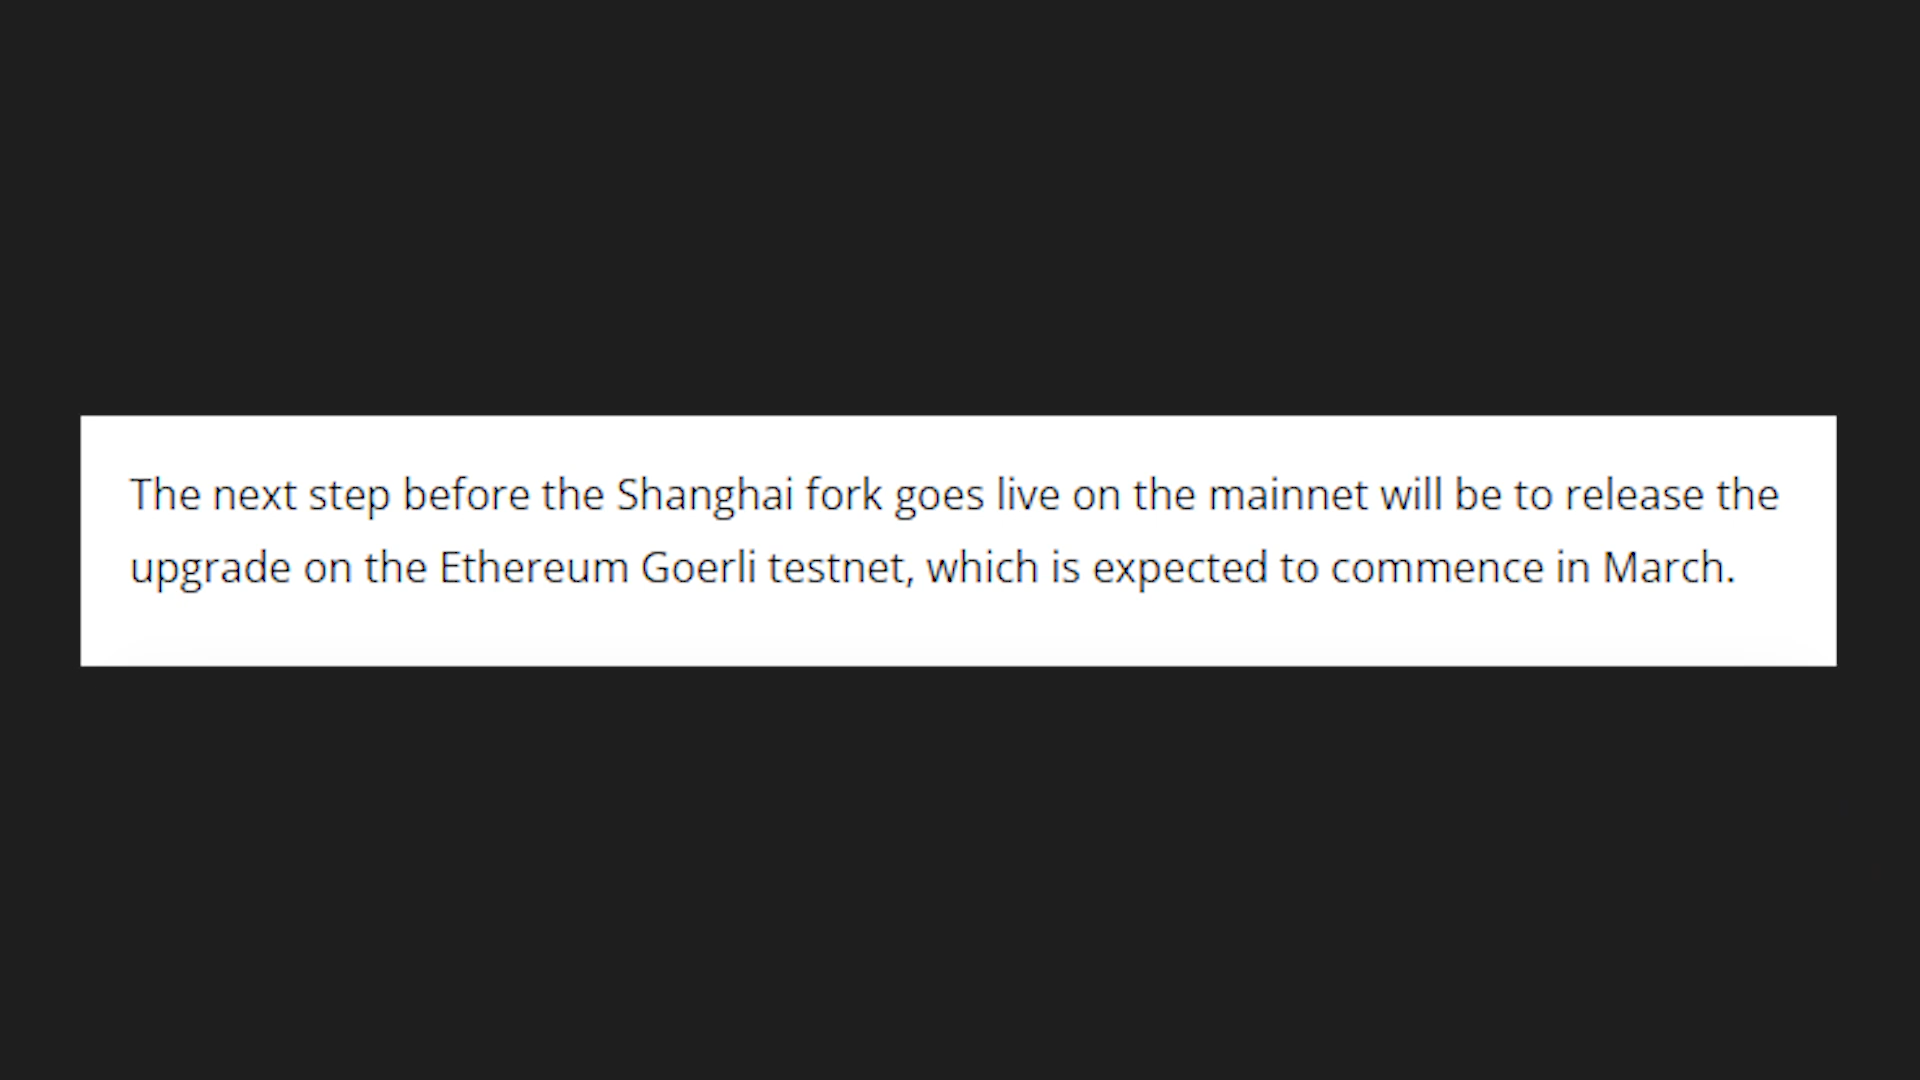 The next step before the Shanghai fork goes live on the mainnet will be to release the
upgrade on the Ethereum Goerli testnet, which is expected to commence in March.